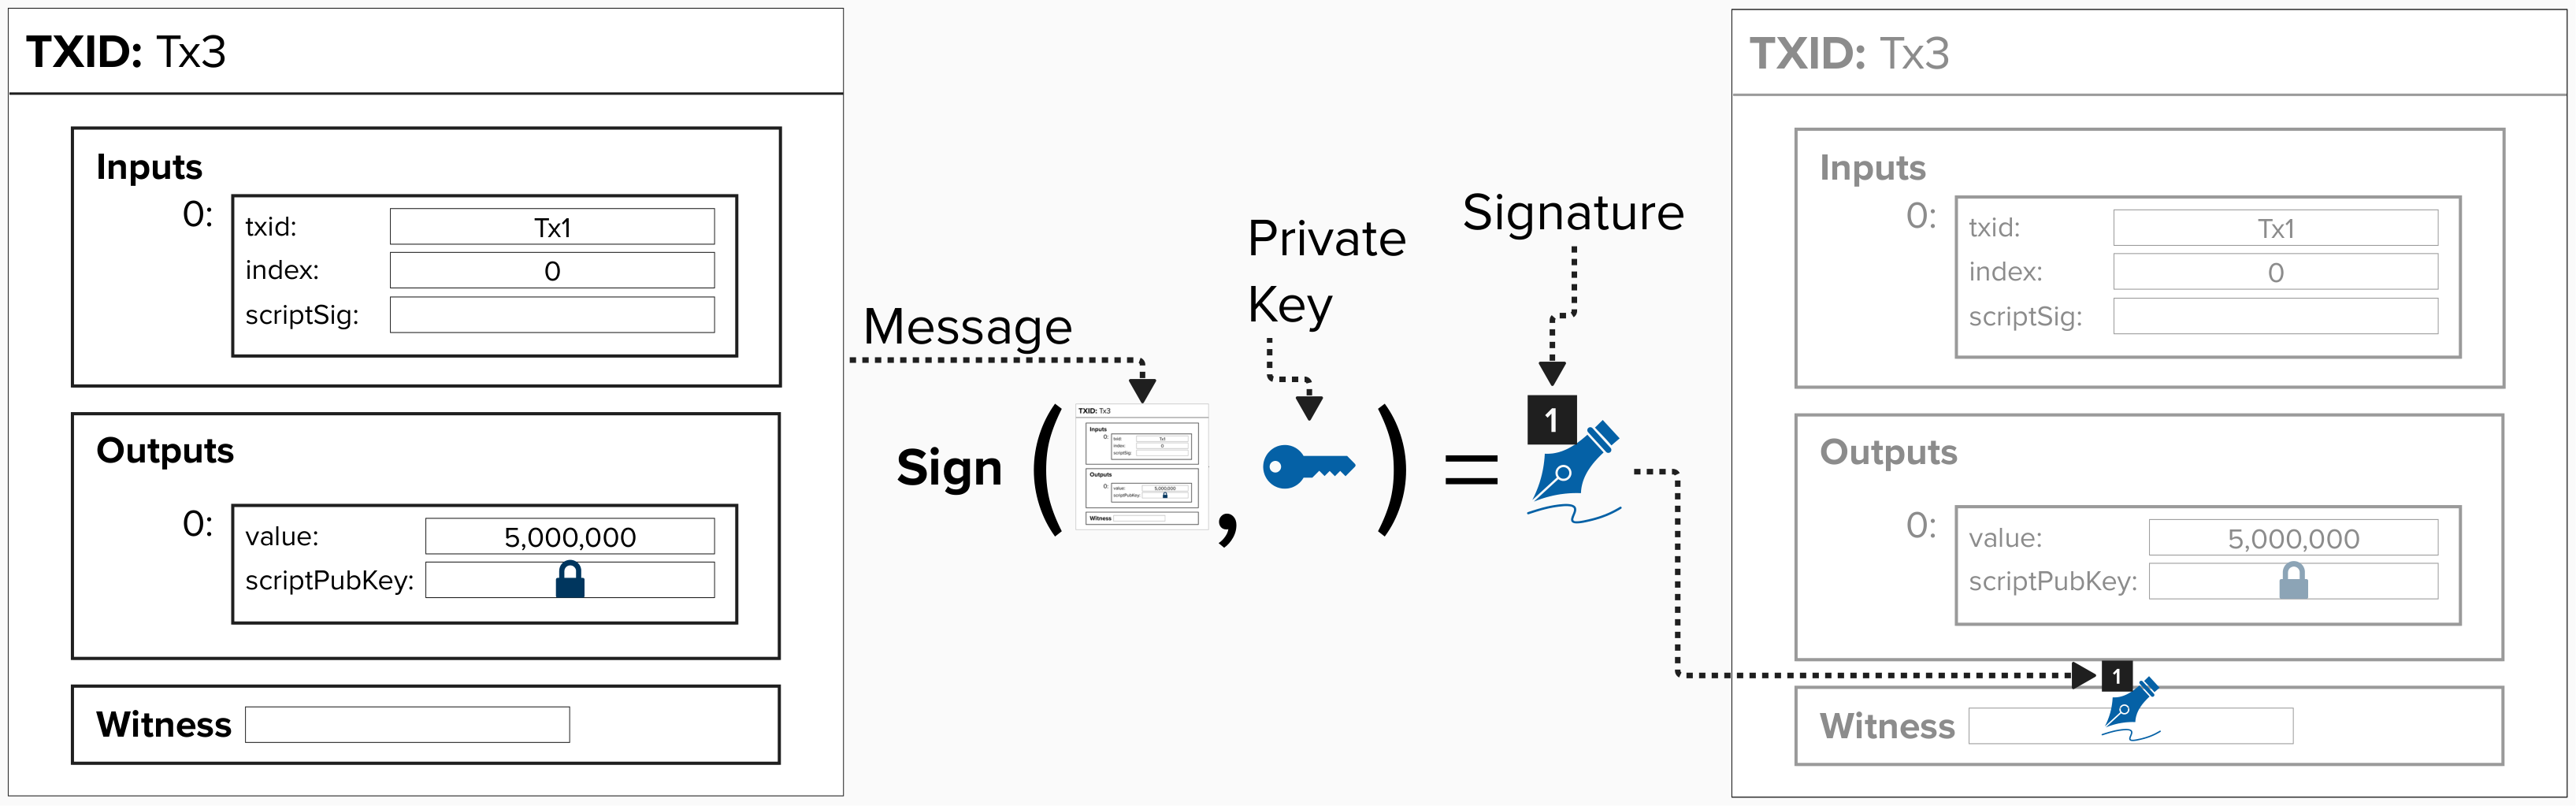 TXID: Tx3
Inputs
0:
txid: Tx1
index: 0
scriptSig:
Outputs
0:
value: 5,000,000
scriptPubKey:
Witness
Message
Private
Key
Signature
Sign ( , ) =
TXID: Tx3
Inputs
0:
txid: Tx1
index: 0
scriptSig:
Outputs
0:
value: 5,000,000
scriptPubKey:
Witness
1
TXID: Tx3
Inputs
0:
txid: Tx1
index: 0
scriptSig:
Outputs
0:
value: 5,000,000
scriptPubKey:
1
Witness